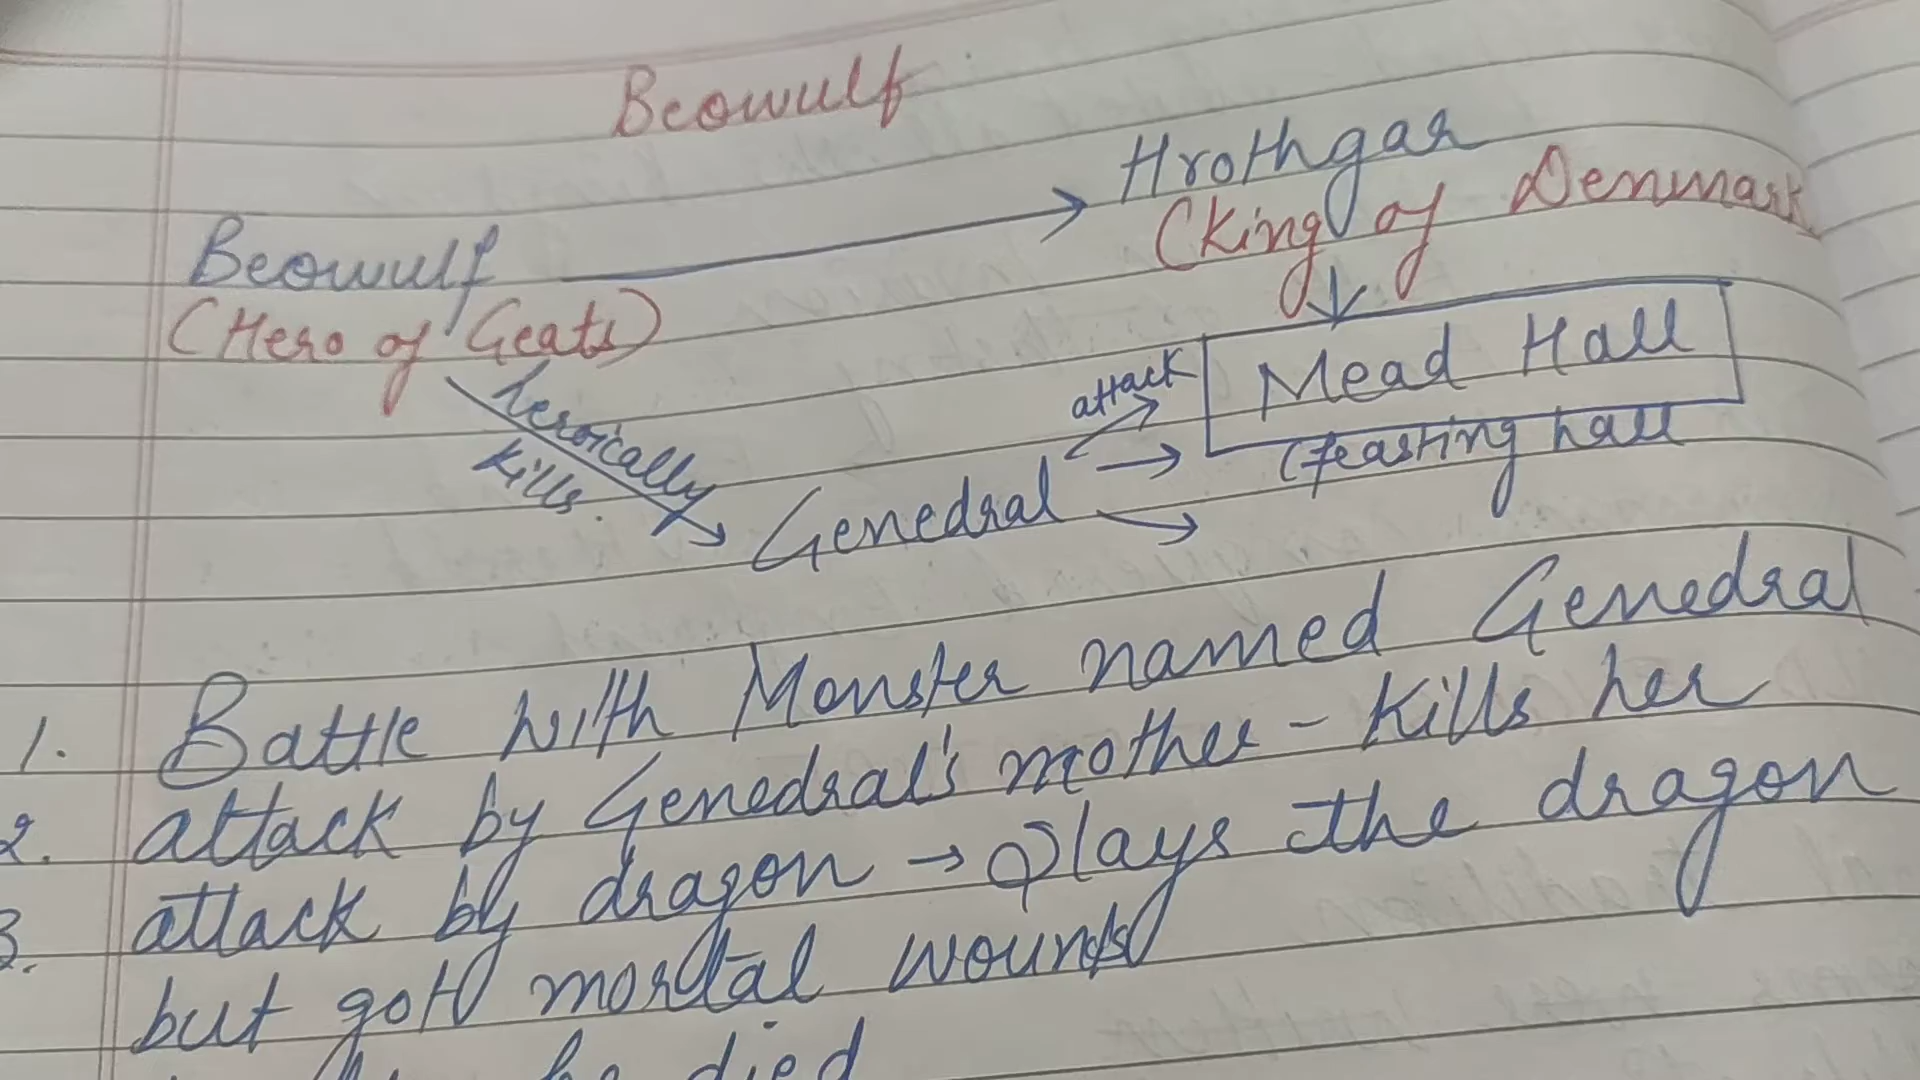 Beowulf
Hrothgar
(King of Denmark
Beowulf
(Hero of Geats)
Mead Hall
(feasting hall
attack
heroically
kills.
Genedral
1. Battle with Monster named Genedral
2. attack by Genedral's mother - kills her
3. attack by dragon → Slays the dragon
but got mortal wounds
he died